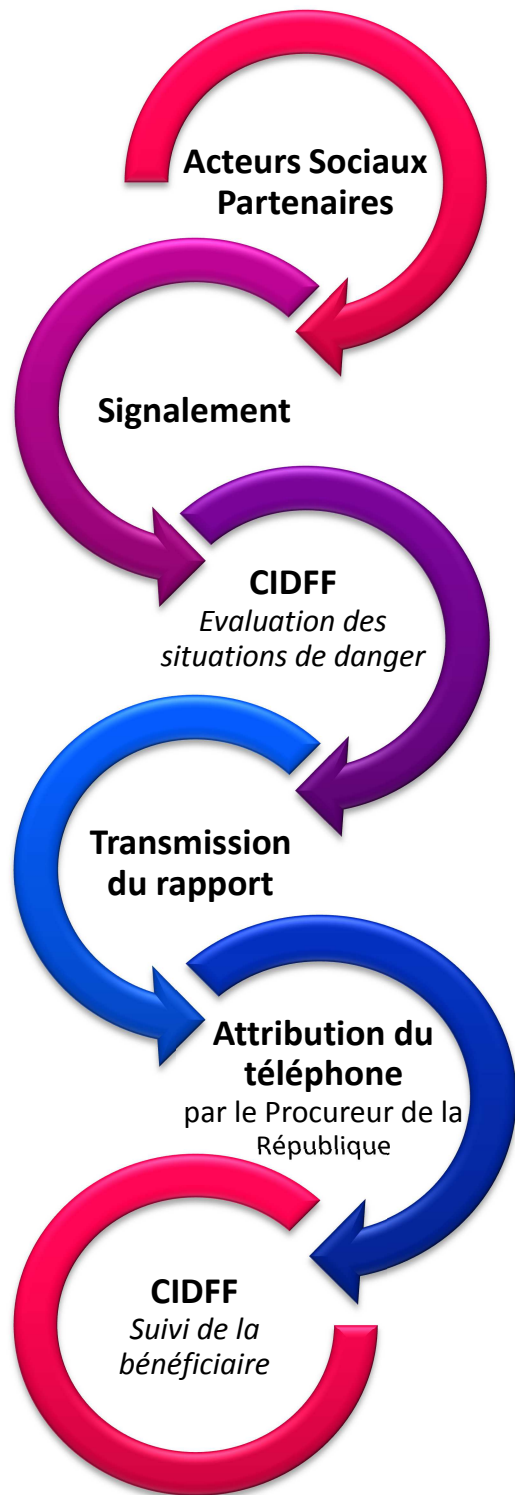 Acteurs Sociaux
Partenaires
Signalement
CIDFF
Evaluation des
situations de danger
Transmission
du rapport
Attribution du
téléphone
par le Procureur de la
République
CIDFF
Suivi de la
bénéficiaire